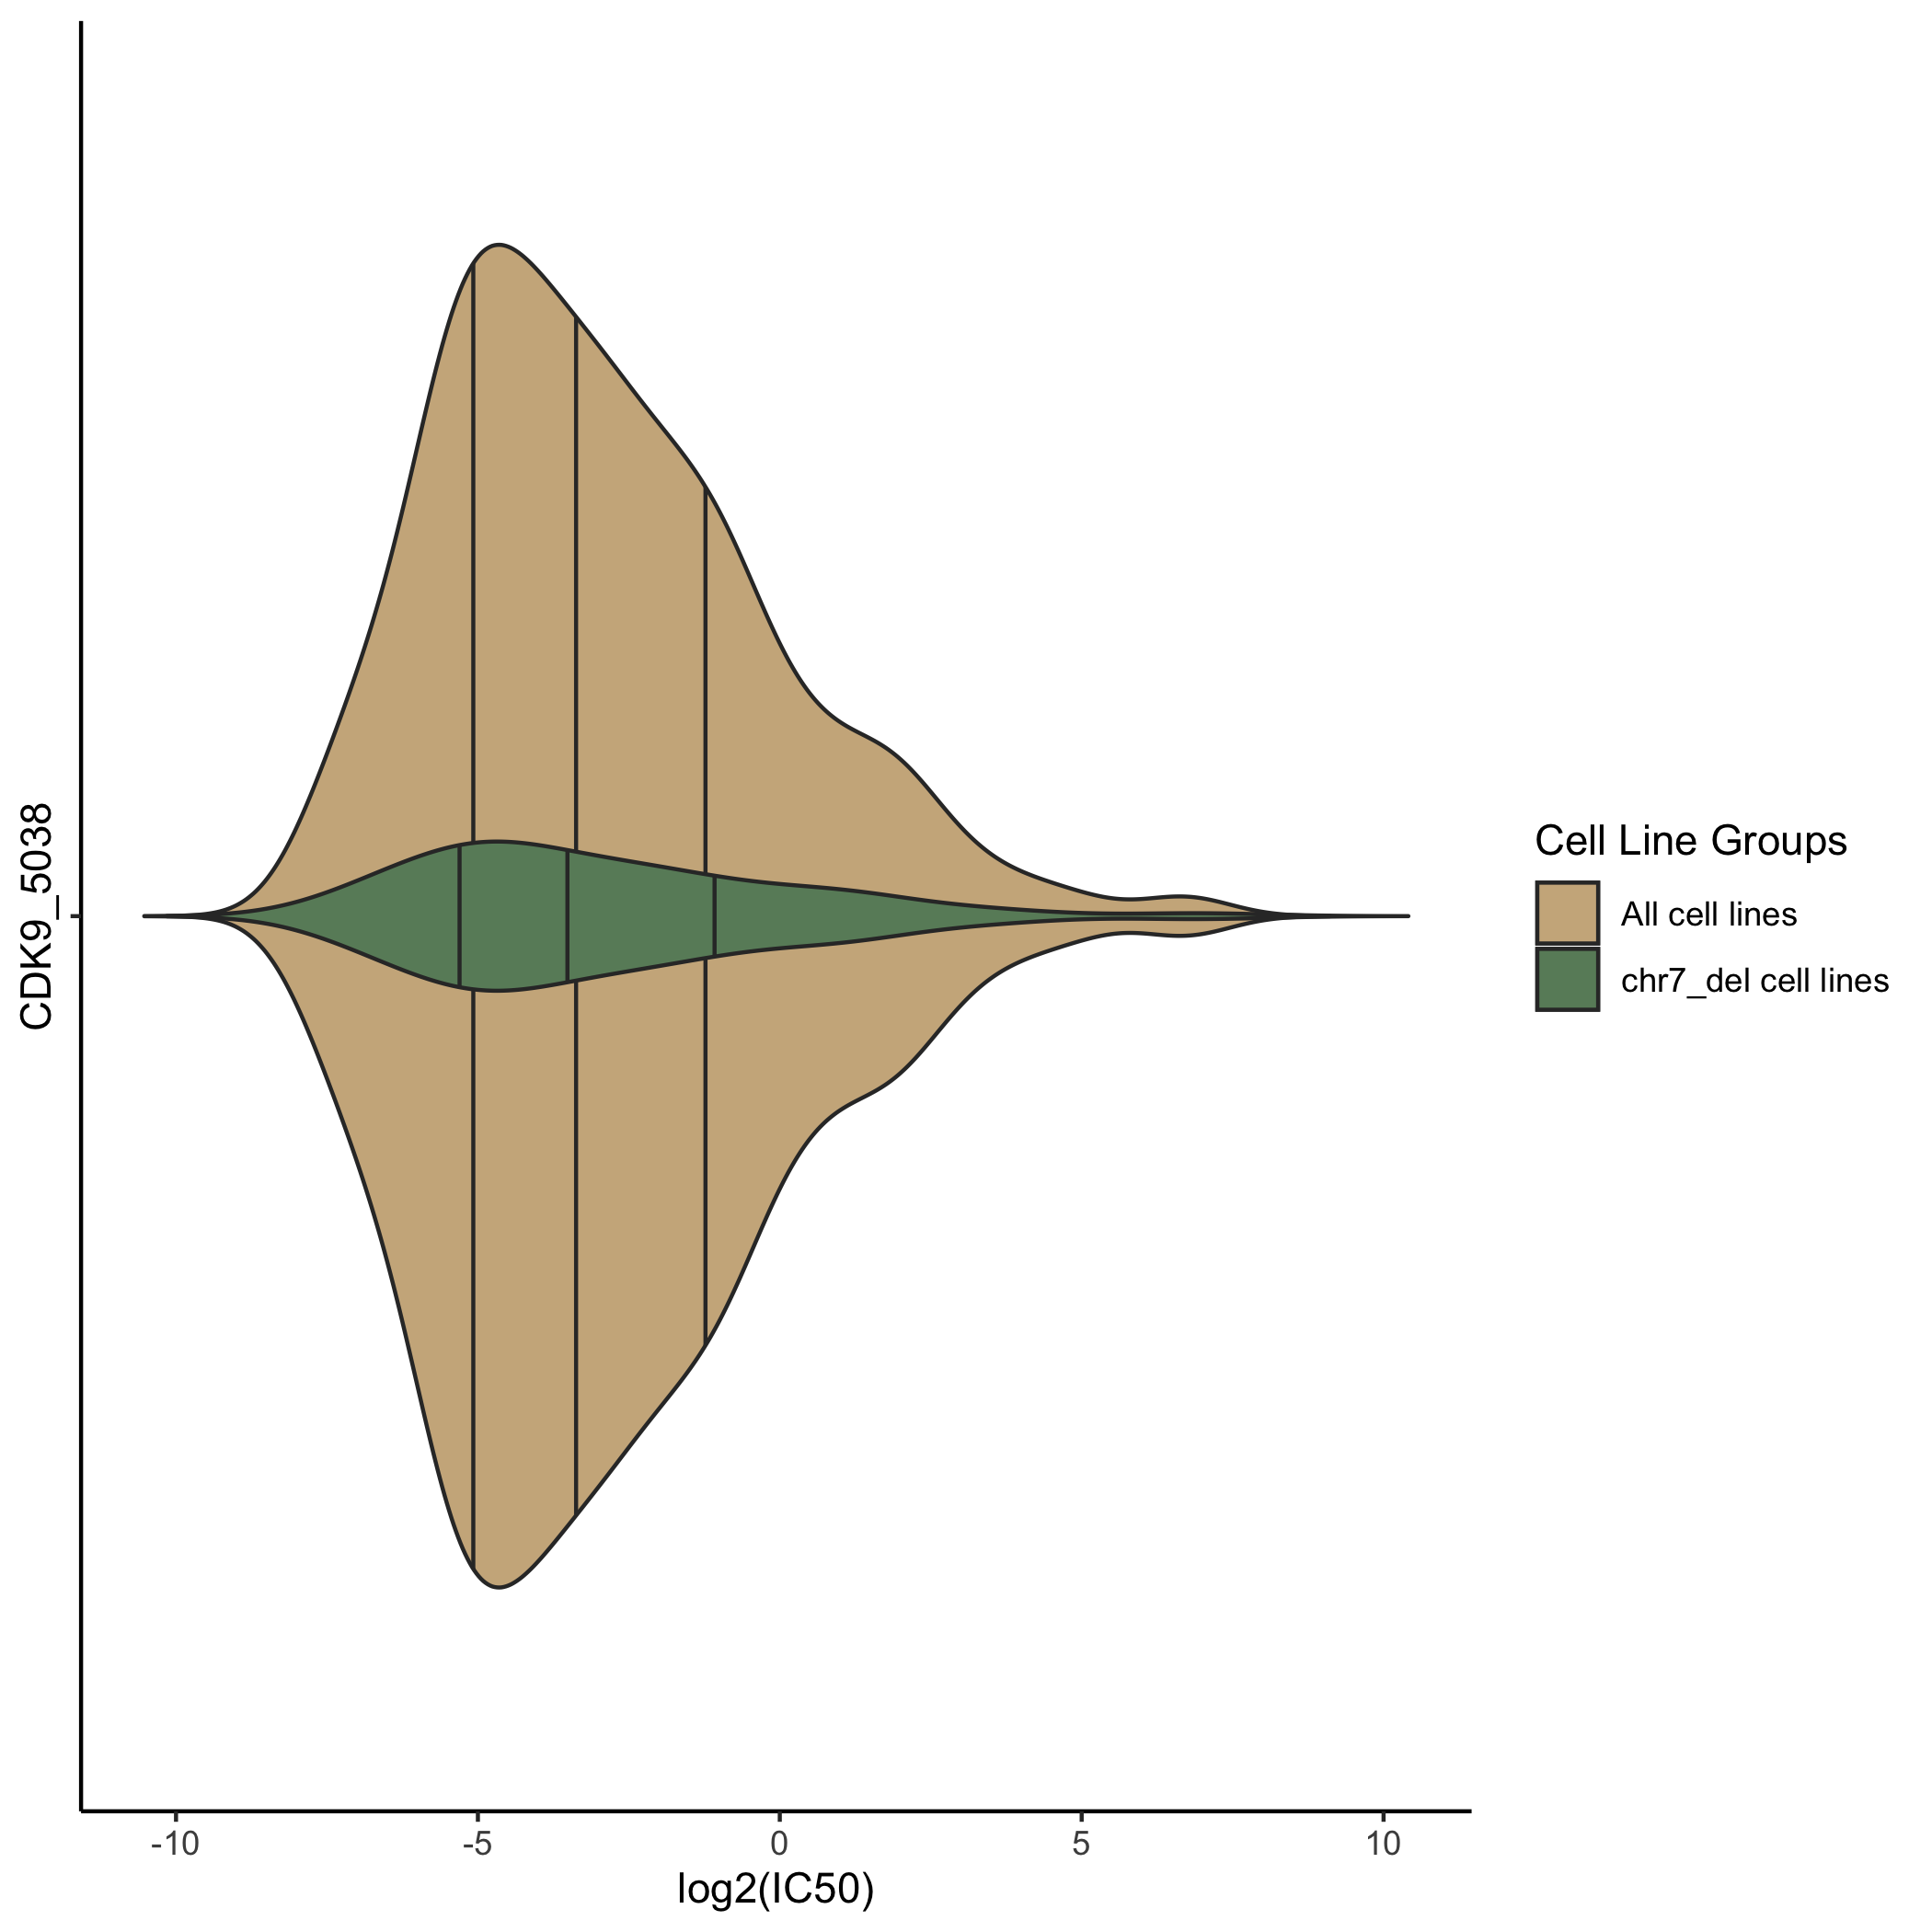 CDK9_5038
-10
-5
0
5
10
log2(IC50)
Cell Line Groups
All cell lines
chr7_del cell lines